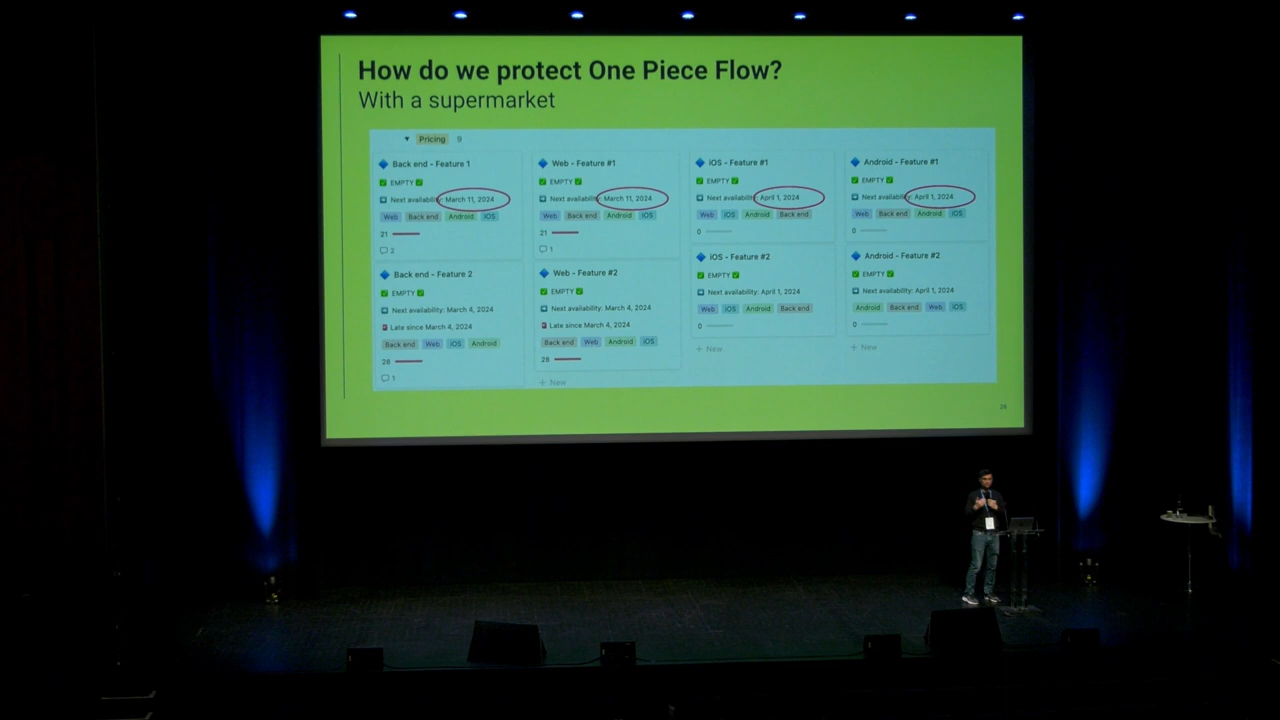 How do we protect One Piece Flow?
With a supermarket
Pricing 9
Back end - Feature 1
EMPTY
Next availability: March 11, 2024
Web Back end Android iOS
21
2
Back end - Feature 2
EMPTY
Next availability: March 4, 2024
Late since March 4, 2024
Back end Web iOS Android
28
1
Web - Feature #1
EMPTY
Next availability: March 11, 2024
Web Back end Android iOS
21
1
Web - Feature #2
EMPTY
Next availability: March 4, 2024
Late since March 4, 2024
Back end Web Android iOS
28
+ New
iOS - Feature #1
EMPTY
Next availability: April 1, 2024
Web iOS Android Back end
0
iOS - Feature #2
EMPTY
Next availability: April 1, 2024
Web iOS Android Back end
0
+ New
Android - Feature #1
EMPTY
Next availability: April 1, 2024
Web Back end Android iOS
0
Android - Feature #2
EMPTY
Next availability: April 1, 2024
Android Back end Web iOS
0
+ New